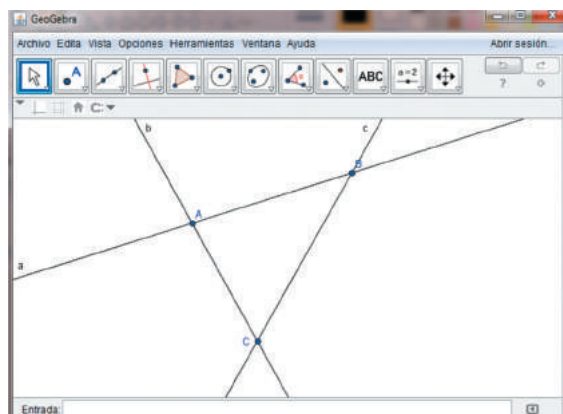 GeoGebra
Archivo Edita Vista Opciones Herramientas Ventana Ayuda Abrir sesión...
A ABC a=2 ?
b c
B
A
a
C
Entrada: